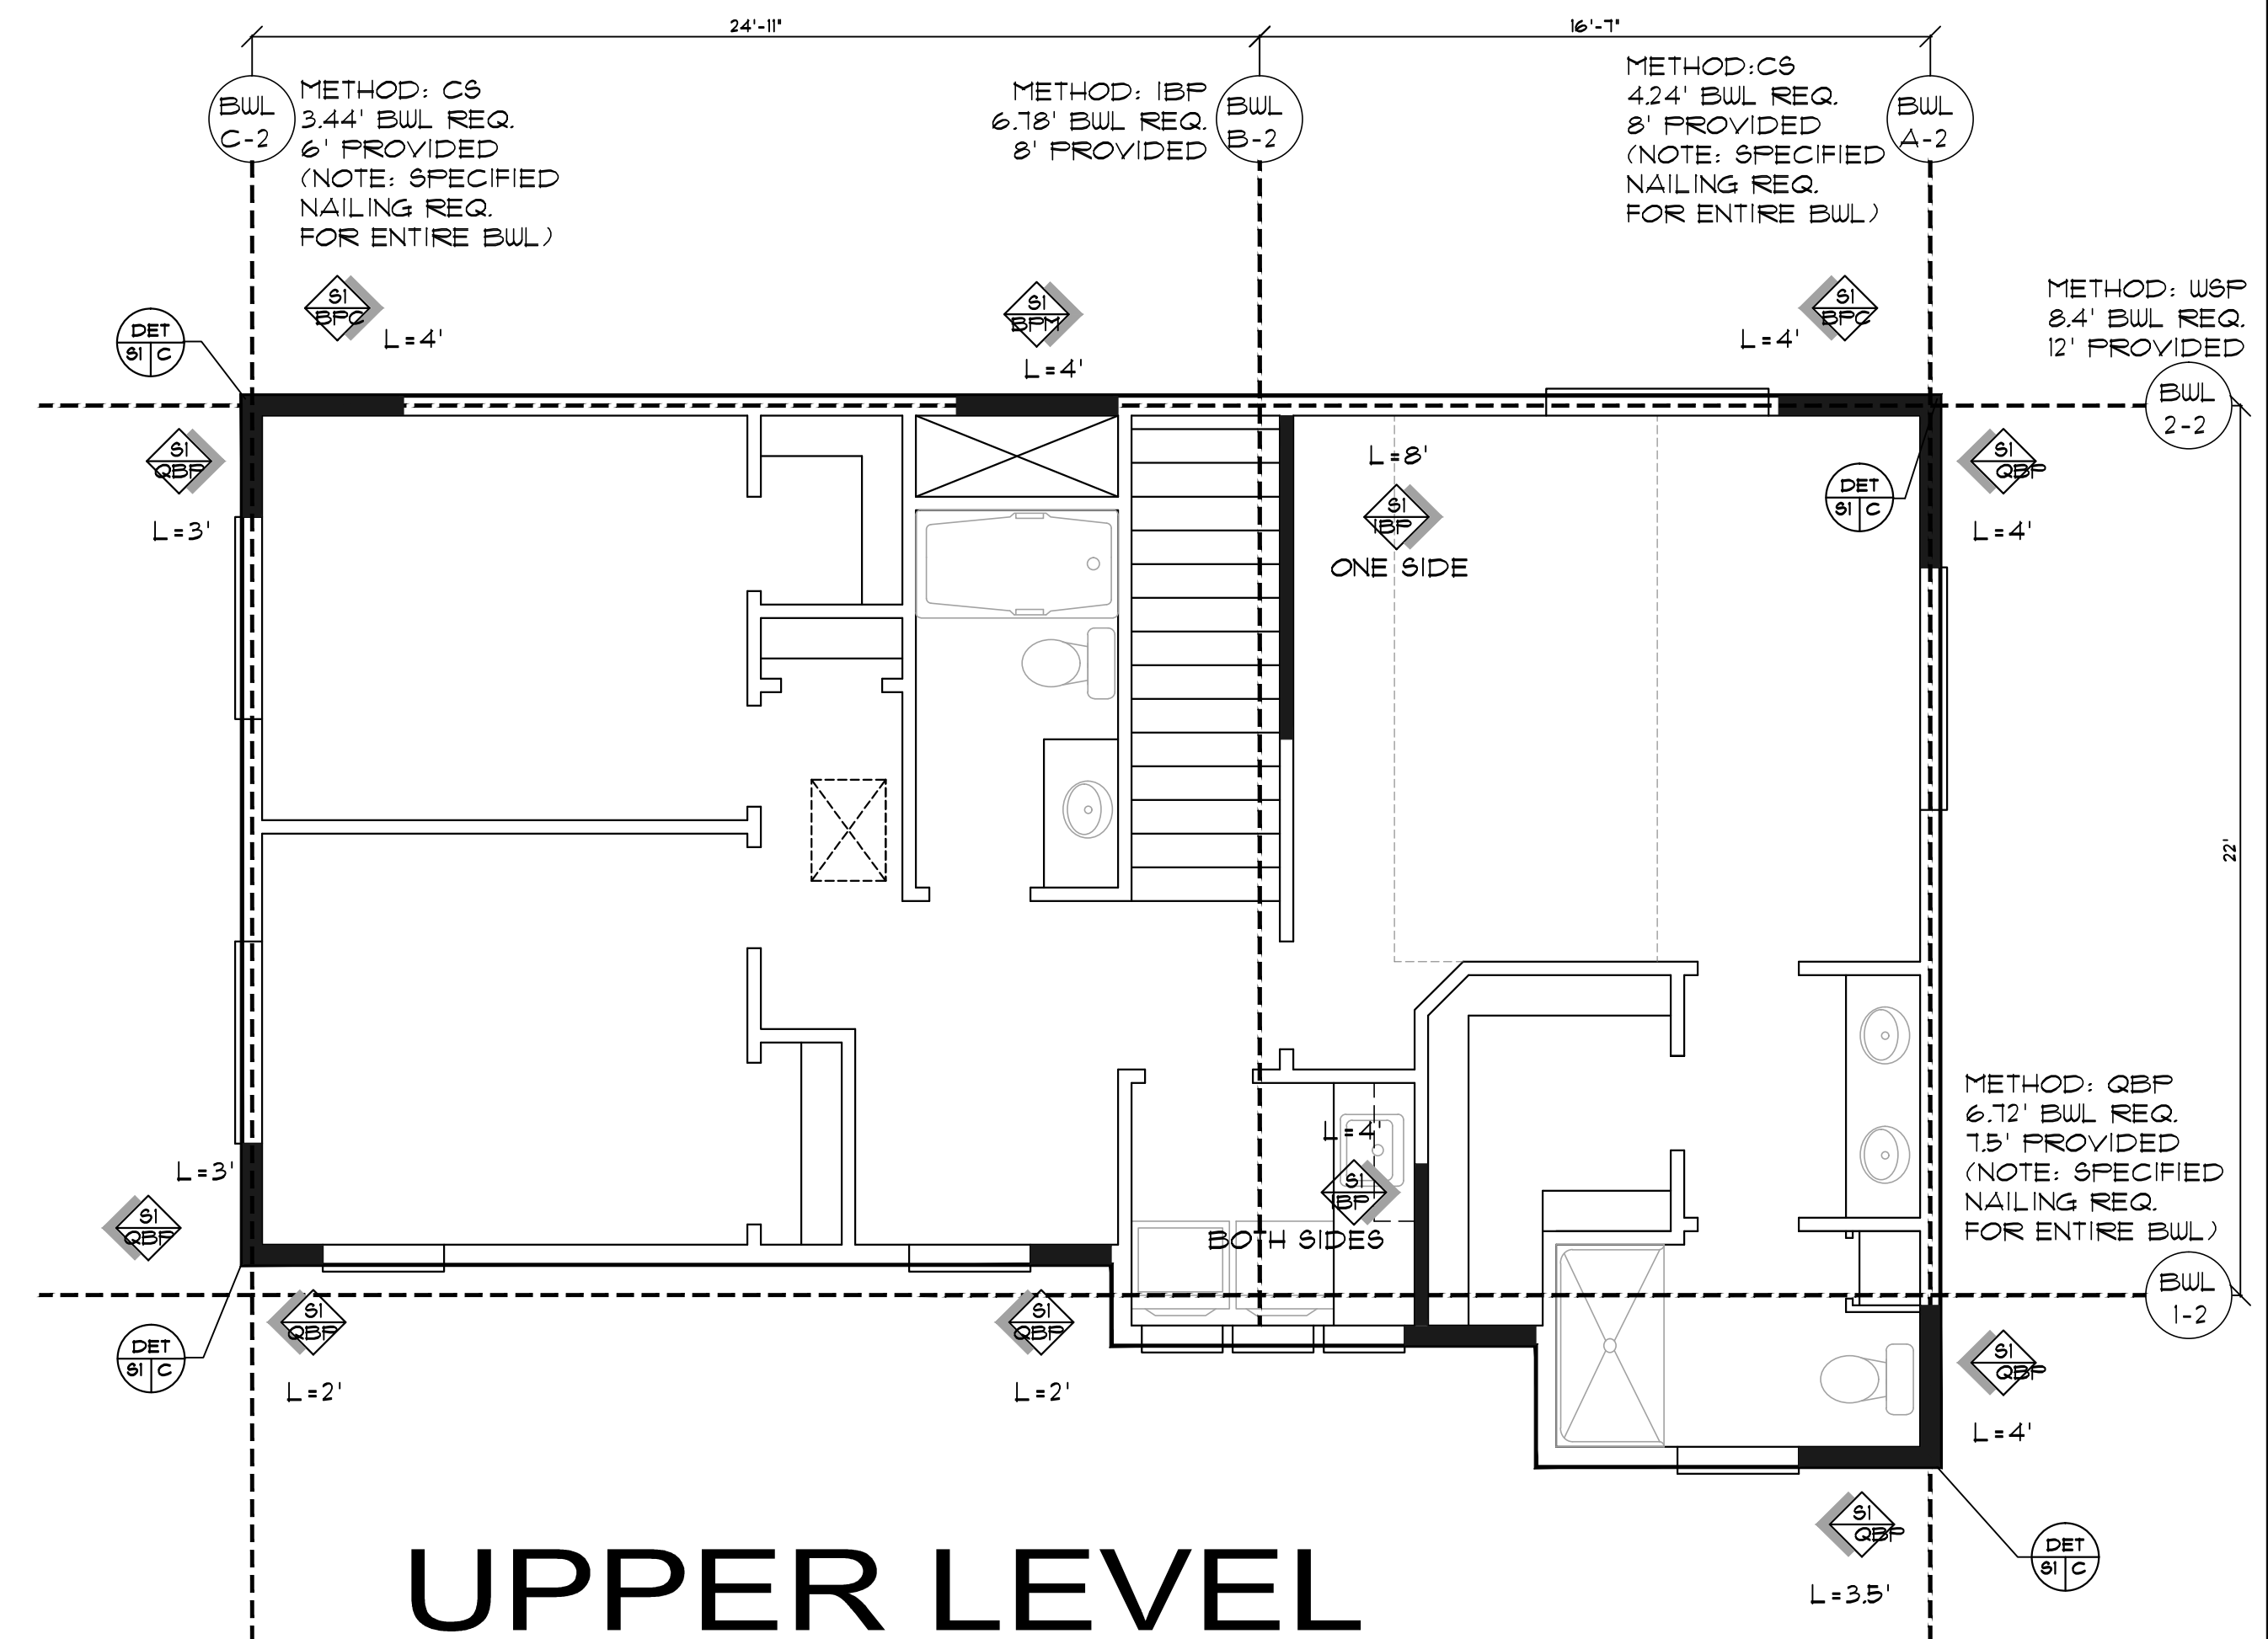 24'-11"
16'-7"
BWL
C-2
METHOD: CS
3.44' BWL REQ.
6' PROVIDED
(NOTE: SPECIFIED
NAILING REQ.
FOR ENTIRE BWL)
METHOD: IBP
6.78' BWL REQ.
8' PROVIDED
BWL
B-2
METHOD:CS
4.24' BWL REQ.
8' PROVIDED
(NOTE: SPECIFIED
NAILING REQ.
FOR ENTIRE BWL)
BWL
A-2
METHOD: WSP
8.4' BWL REQ.
12' PROVIDED
BWL
2-2
DET
S1 C
S1
BPC
L=4'
S1
BPM
L=4'
S1
BPC
L=4'
S1
QBP
L=3'
L=8'
S1
IBP
ONE SIDE
DET
S1 C
S1
QBP
L=4'
22'
METHOD: QBP
6.72' BWL REQ.
7.5' PROVIDED
(NOTE: SPECIFIED
NAILING REQ.
FOR ENTIRE BWL)
BWL
1-2
L=3'
S1
QBP
L=4'
S1
IBP
BOTH SIDES
DET
S1 C
S1
QBP
L=2'
S1
QBP
L=2'
S1
QBP
L=4'
S1
QBP
L=3.5'
DET
S1 C
UPPER LEVEL